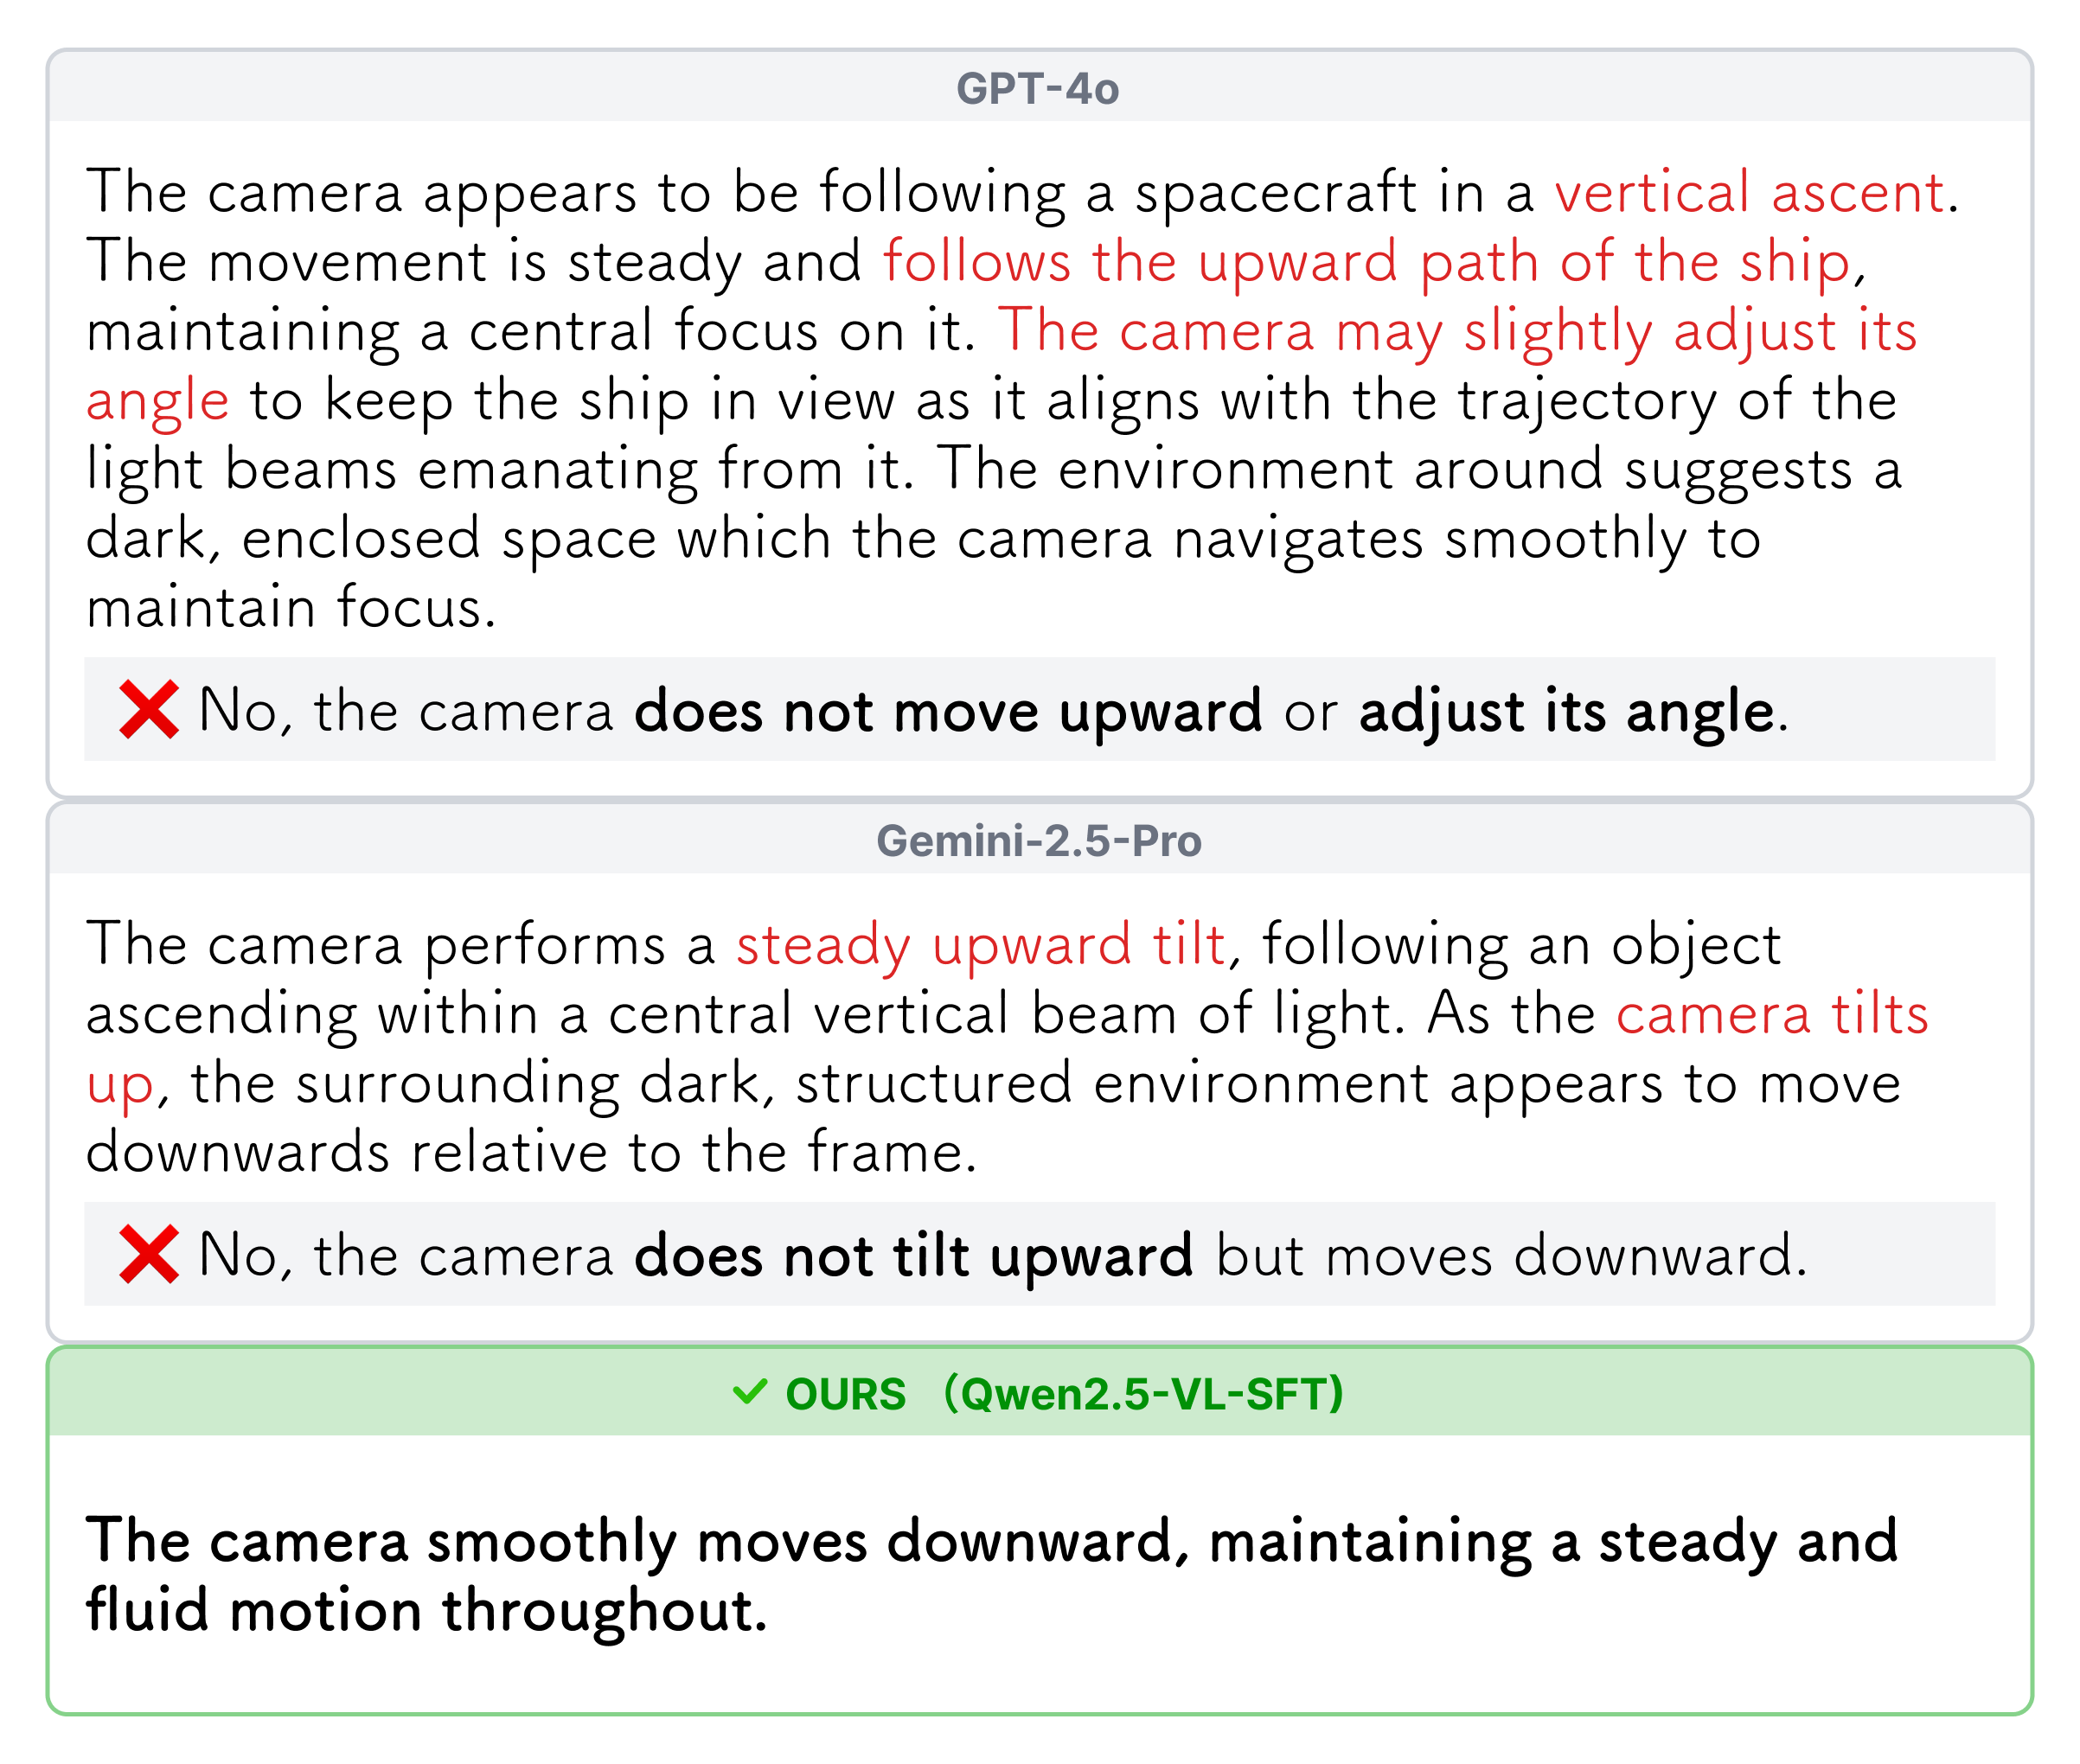 GPT-4o
The camera appears to be following a spacecraft in a vertical ascent.
The movement is steady and follows the upward path of the ship,
maintaining a central focus on it. The camera may slightly adjust its
angle to keep the ship in view as it aligns with the trajectory of the
light beams emanating from it. The environment around suggests a
dark, enclosed space which the camera navigates smoothly to
maintain focus.
❌ No, the camera does not move upward or adjust its angle.
Gemini-2.5-Pro
The camera performs a steady upward tilt, following an object
ascending within a central vertical beam of light. As the camera tilts
up, the surrounding dark, structured environment appears to move
downwards relative to the frame.
❌ No, the camera does not tilt upward but moves downward.
✓ OURS (Qwen2.5-VL-SFT)
The camera smoothly moves downward, maintaining a steady and
fluid motion throughout.